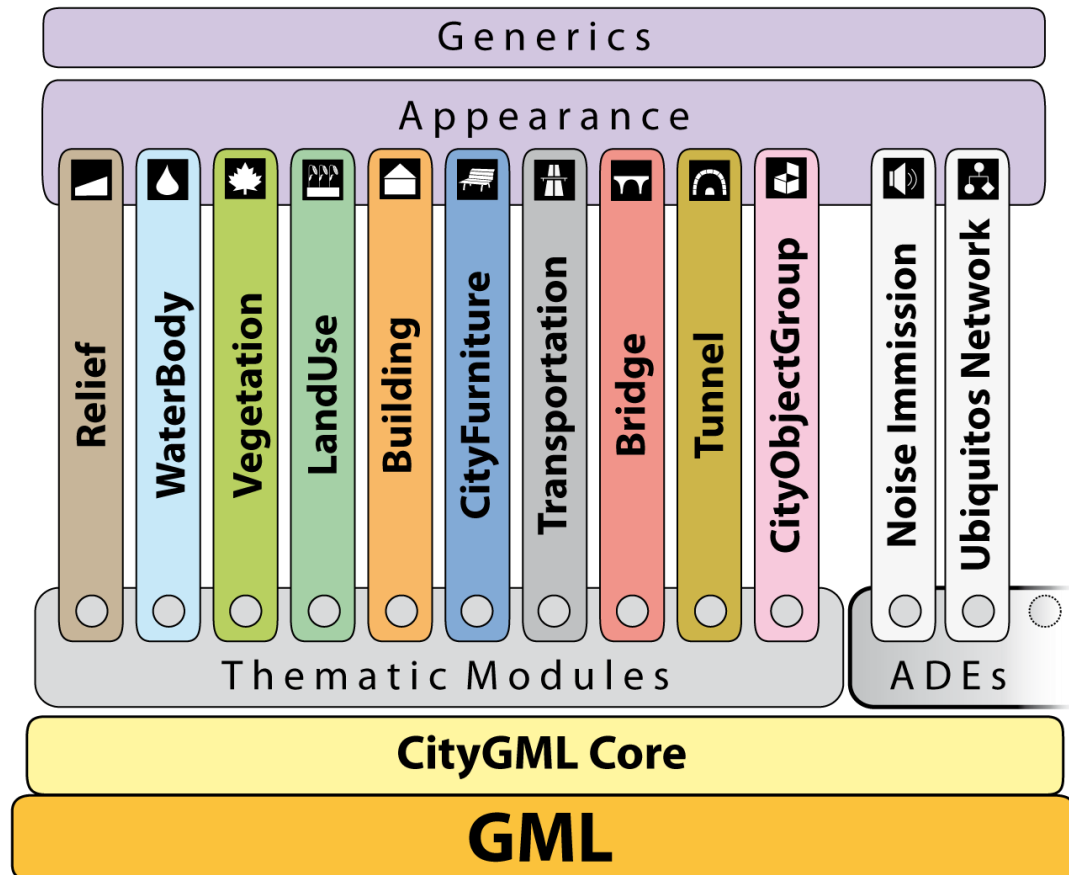 Generics
Appearance
Relief
WaterBody
Vegetation
LandUse
Building
CityFurniture
Transportation
Bridge
Tunnel
CityObjectGroup
Noise Immission
Ubiquitos Network
Thematic Modules
ADEs
CityGML Core
GML